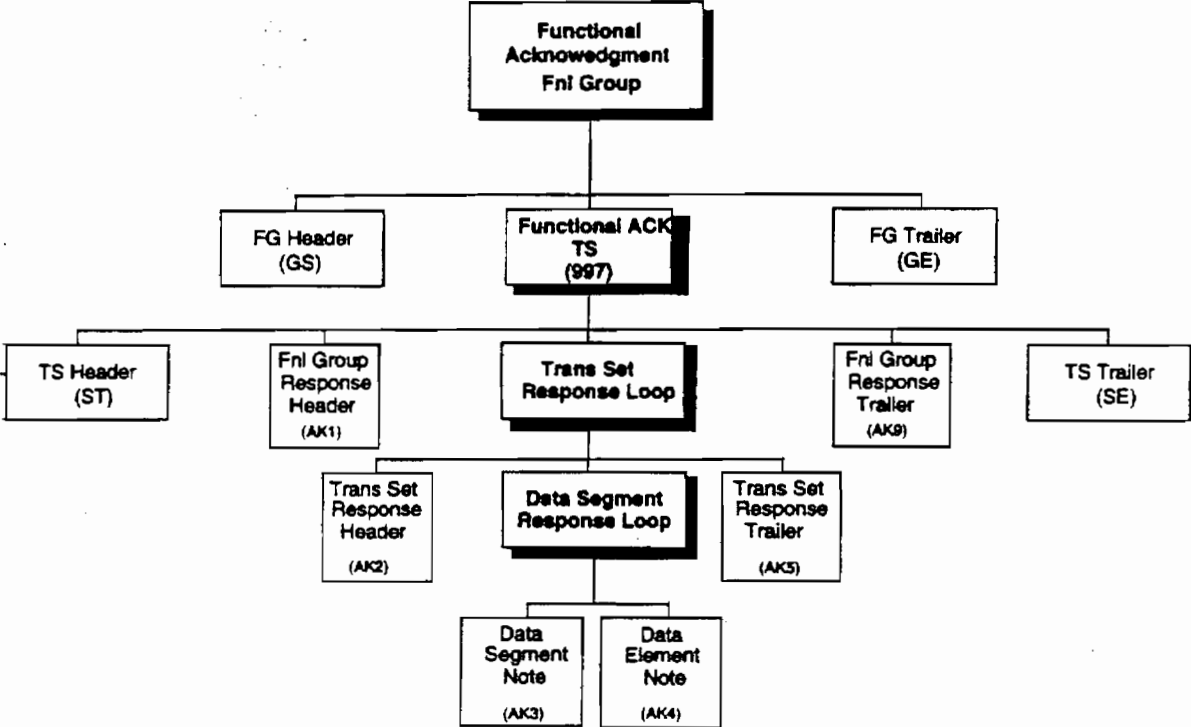 Functional
Acknowedgment
Fnl Group
FG Header
(GS)
Functional ACK
TS
(997)
FG Trailer
(GE)
TS Header
(ST)
Fnl Group
Response
Header
(AK1)
Trans Set
Response Loop
Fnl Group
Response
Trailer
(AK9)
TS Trailer
(SE)
Trans Set
Response
Header
(AK2)
Data Segment
Response Loop
Trans Set
Response
Trailer
(AK5)
Data
Segment
Note
(AK3)
Data
Element
Note
(AK4)